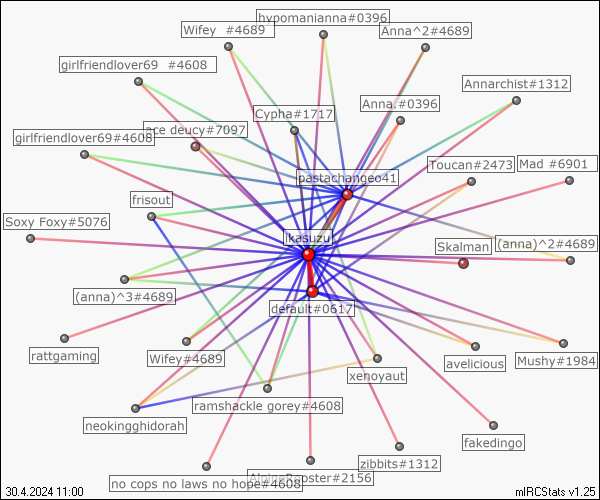 hypomanianna#0396
Wifey  #4689
Anna^2#4689
girlfriendlover69  #4608
Annarchist#1312
Anna.#0396
Cypha#1717
ace deucy#7097
girlfriendlover69#4608
Toucan#2473
Mad #6901
pastachangeo41
frisout
Soxy Foxy#5076
ikasuzu
Skalman
(anna)^2#4689
(anna)^3#4689
default#0617
rattgaming
Wifey#4689
avelicious
Mushy#1984
xenoyaut
ramshackle gorey#4608
neokingghidorah
fakedingo
zibbits#1312
AlpineRooster#2156
no cops no laws no hope#4608
30.4.2024 11:00
mIRCStats v1.25